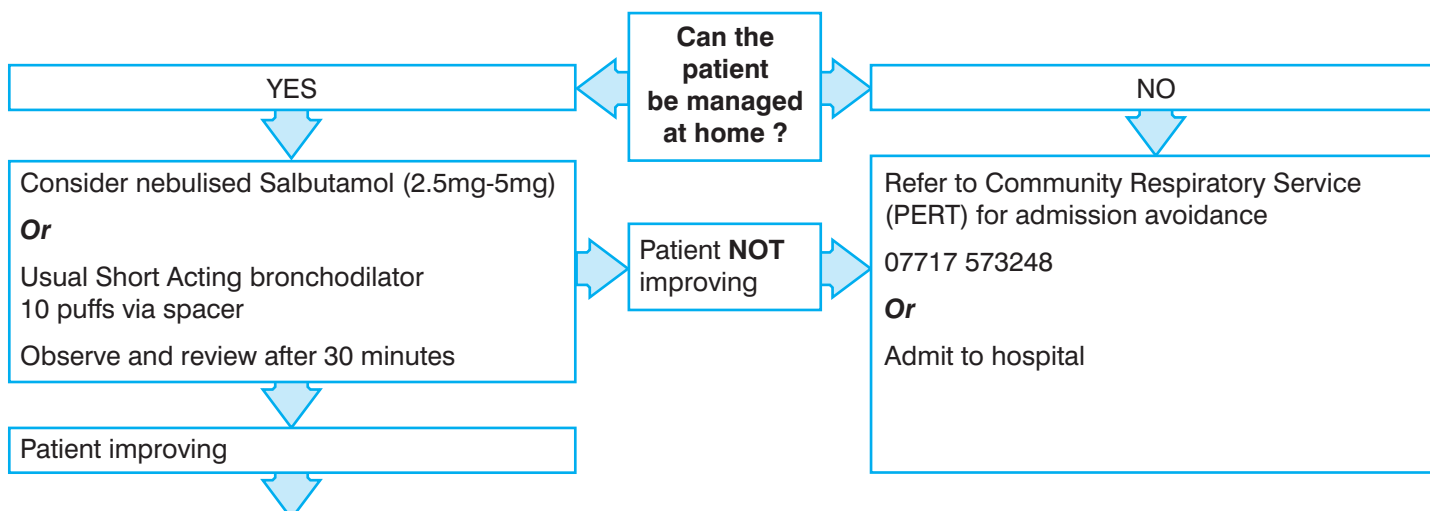 Can the
patient
be managed
at home ?
YES
NO
Consider nebulised Salbutamol (2.5mg-5mg)
Or
Usual Short Acting bronchodilator
10 puffs via spacer
Observe and review after 30 minutes
Patient NOT
improving
Refer to Community Respiratory Service
(PERT) for admission avoidance
07717 573248
Or
Admit to hospital
Patient improving